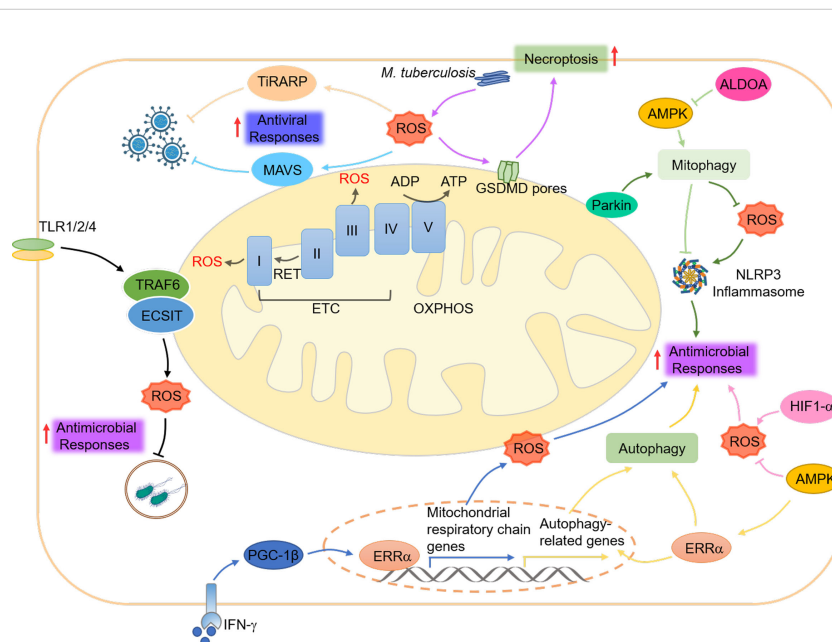 Necroptosis
M. tuberculosis
TiRARP
ALDOA
AMPK
Antiviral
Responses
ROS
Mitophagy
MAVS
ROS
ADP
ATP
GSDMD pores
Parkin
ROS
TLR1/2/4
III
IV
V
II
I
ROS
RET
NLRP3
Inflammasome
TRAF6
ECSIT
ETC
OXPHOS
Antimicrobial
Responses
ROS
HIF1-α
Antimicrobial
Responses
ROS
ROS
Autophagy
AMPK
Mitochondrial
respiratory chain
genes
Autophagy-
related genes
PGC-1β
ERRα
ERRα
IFN-γ